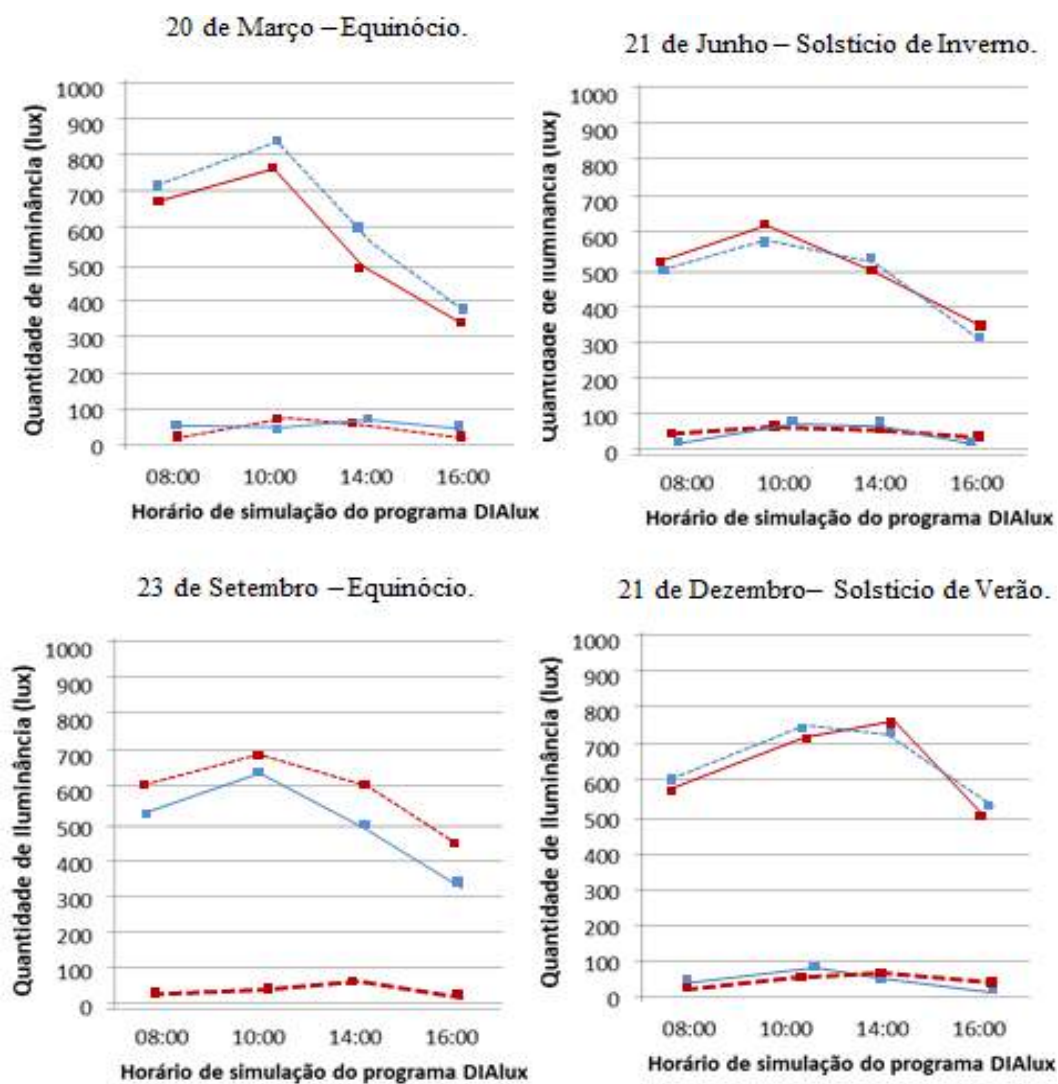 20 de Março –Equinócio.
Quantidade de Iluminância (lux)
1000
900
800
700
600
500
400
300
200
100
0
08:00 10:00 14:00 16:00
Horário de simulação do programa DIAlux
21 de Junho – Solstício de Inverno.
Quantidade de Iluminancia (lux)
1000
900
800
700
600
500
400
300
200
100
0
08:00 10:00 14:00 16:00
Horário de simulação do programa DIAlux
23 de Setembro –Equinócio.
Quantidade de Iluminância (lux)
1000
900
800
700
600
500
400
300
200
100
0
08:00 10:00 14:00 16:00
Horário de simulação do programa DIAlux
21 de Dezembro– Solstício de Verão.
Quantidade de Iluminância (lux)
1000
900
800
700
600
500
400
300
200
100
0
08:00 10:00 14:00 16:00
Horário de simulação do programa DIAlux